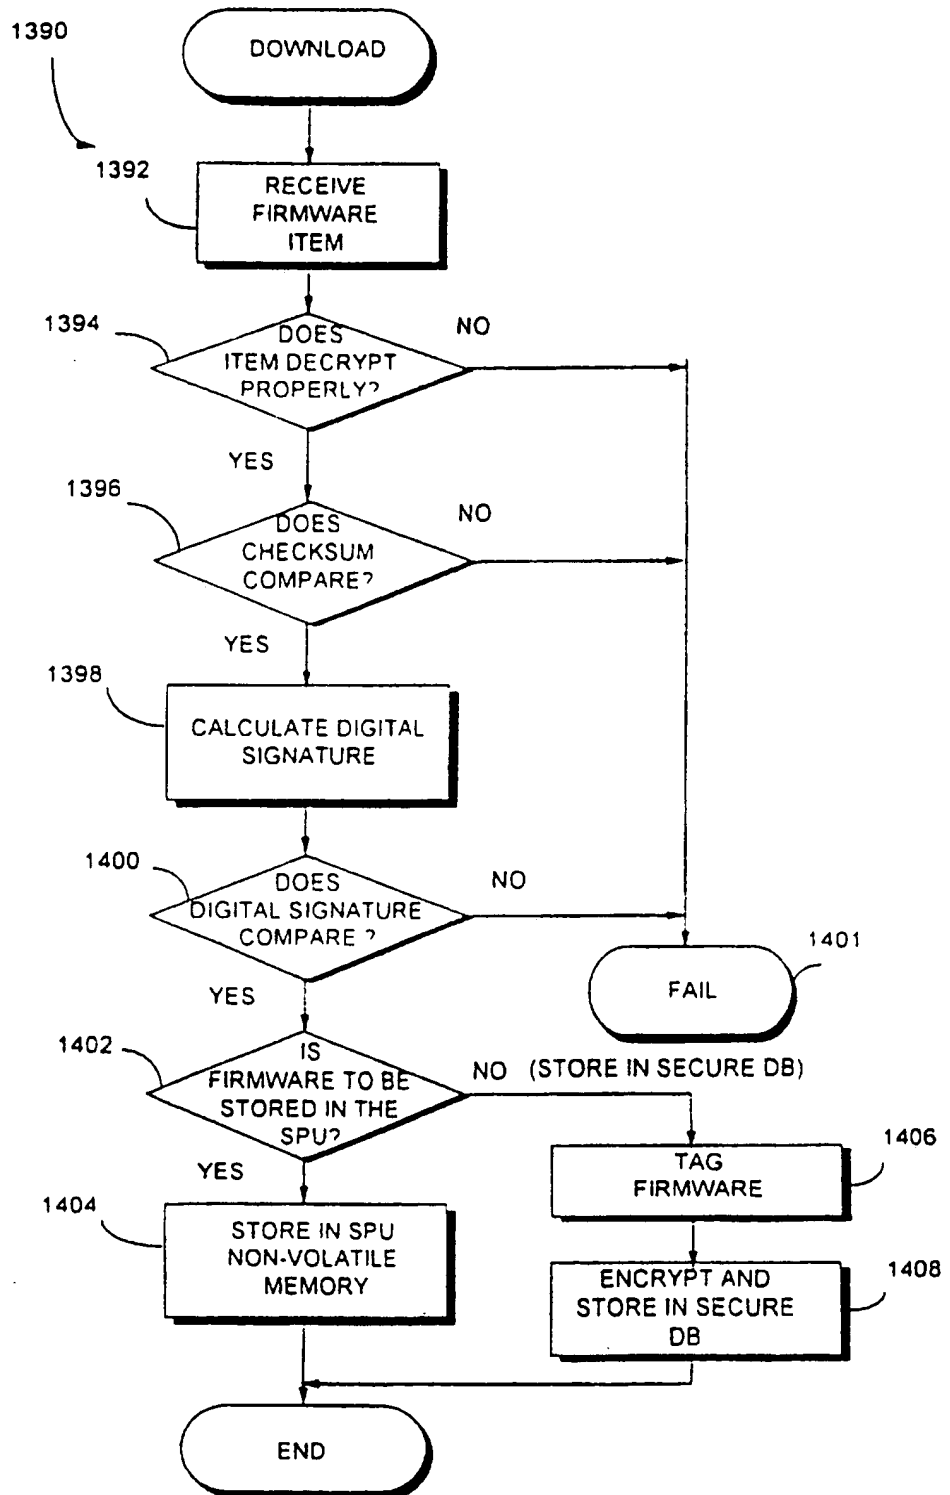 1390
DOWNLOAD
1392
RECEIVE
FIRMWARE
ITEM
1394
DOES
ITEM DECRYPT
PROPERLY?
NO
YES
1396
DOES
CHECKSUM
COMPARE?
NO
YES
1398
CALCULATE DIGITAL
SIGNATURE
1400
DOES
DIGITAL SIGNATURE
COMPARE ?
NO
1401
FAIL
YES
1402
IS
FIRMWARE TO BE
STORED IN THE
SPU?
NO (STORE IN SECURE DB)
1406
TAG
FIRMWARE
YES
1404
STORE IN SPU
NON-VOLATILE
MEMORY
1408
ENCRYPT AND
STORE IN SECURE
DB
END